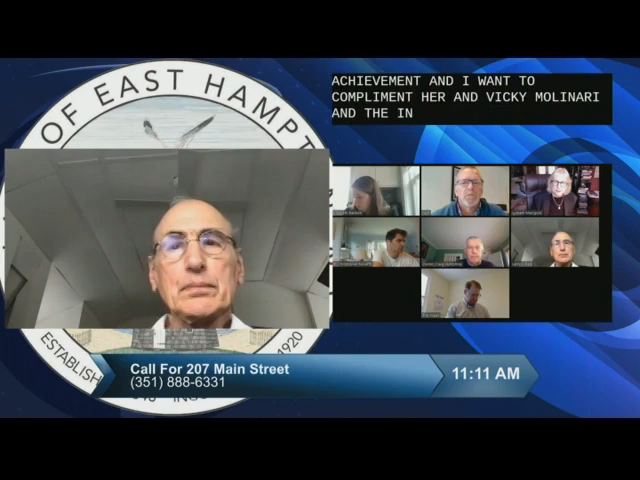 OF EAST HAMPT
ACHIEVEMENT AND I WANT TO
COMPLIMENT HER AND VICKY MOLINARI
AND THE IN
ESTABLISH
1920
Call For 207 Main Street
(351) 888-6331
11:11 AM